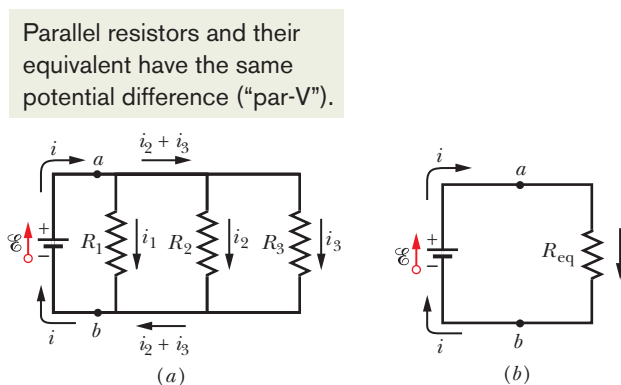 Parallel resistors and their
equivalent have the same
potential difference (“par-V”).
i a i₂ + i₃
ℰ + − R₁ i₁ R₂ i₂ R₃ i₃
i b i₂ + i₃
(a)
i a
ℰ + − R_eq
i b
(b)